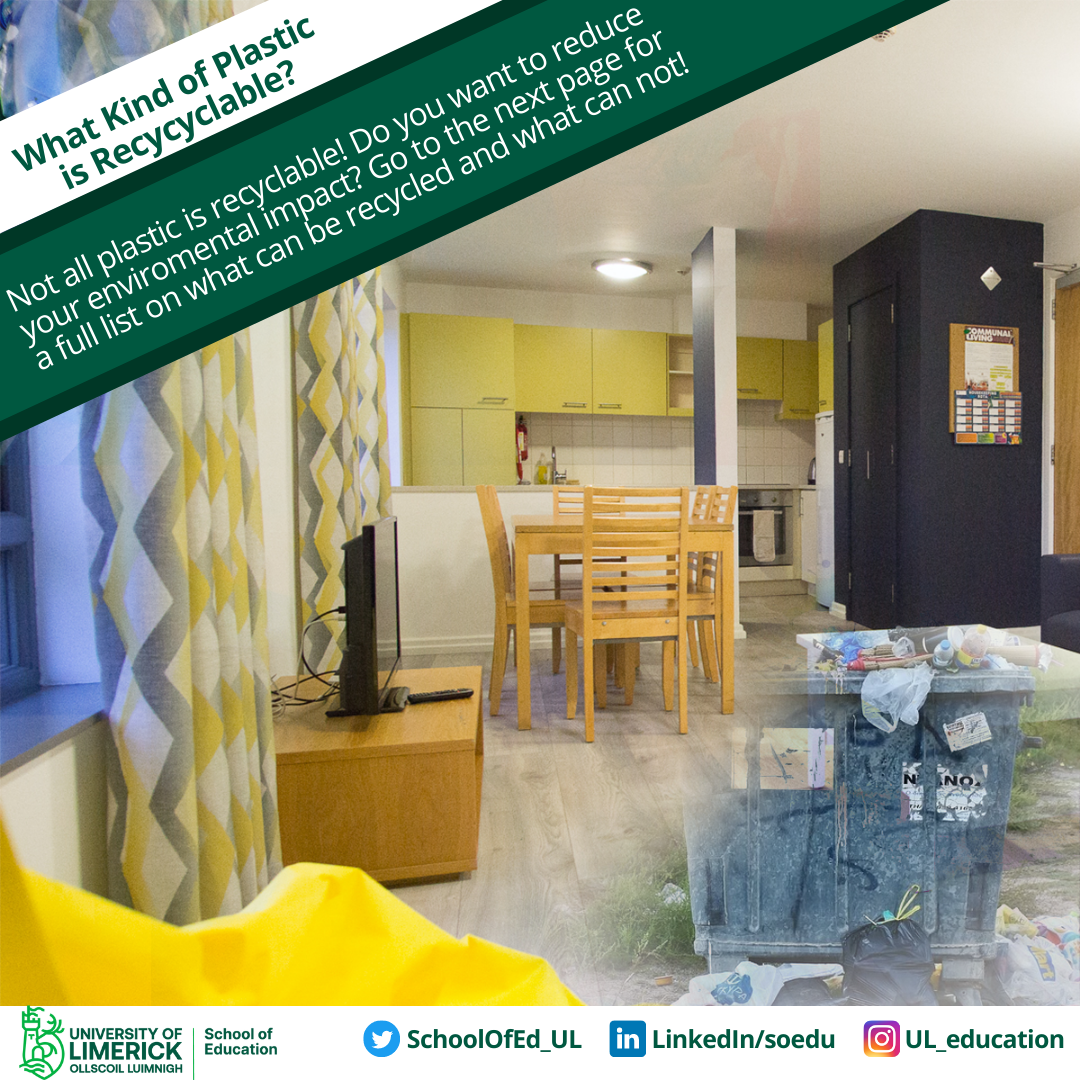 What Kind of Plastic
is Recycyclable?
Not all plastic is recyclable! Do you want to reduce
your enviromental impact? Go to the next page for
a full list on what can be recycled and what can not!
COMMUNAL
LIVING
UNIVERSITY OF
LIMERICK
OLLSCOIL LUIMNIGH
School of
Education
SchoolOfEd_UL
LinkedIn/soedu
UL_education